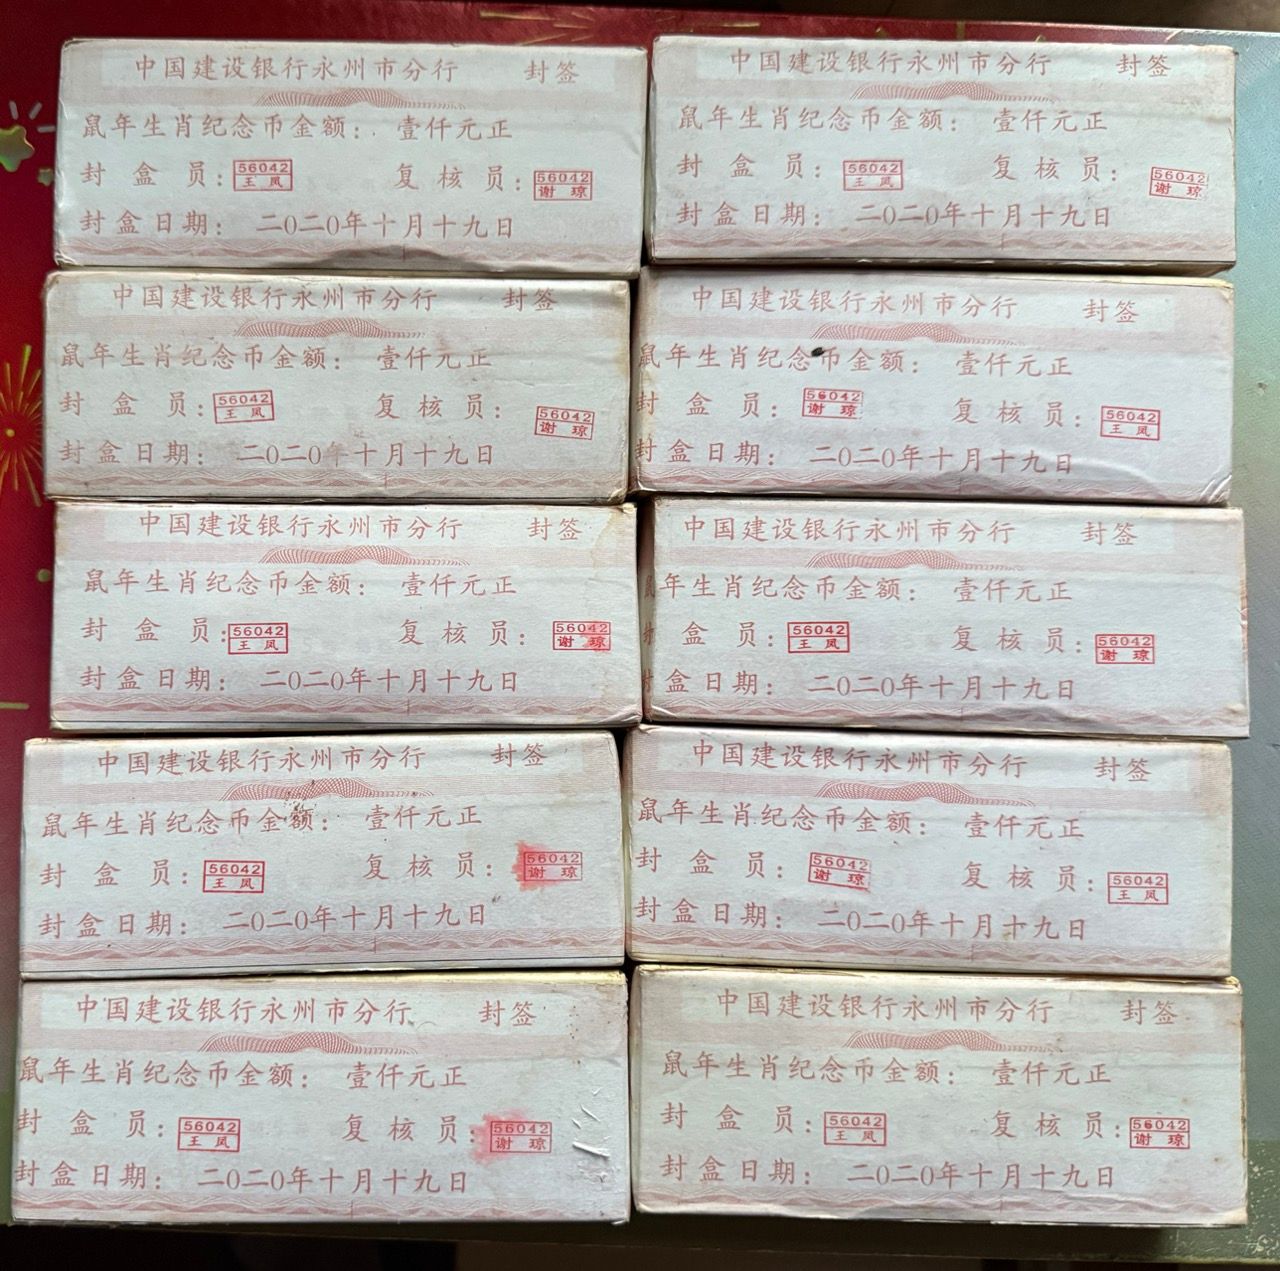 中国建设银行永州市分行 封签
鼠年生肖纪念币金额： 壹仟元正
封 盒 员： 56042 王 凤 复 核 员： 56042 谢 琼
封盒日期： 二〇二〇年十月十九日
中国建设银行永州市分行 封签
鼠年生肖纪念币金额： 壹仟元正
封 盒 员： 56042 王 凤 复 核 员： 56042 谢 琼
封盒日期： 二〇二〇年十月十九日
中国建设银行永州市分行 封签
鼠年生肖纪念币金额： 壹仟元正
封 盒 员： 56042 王 凤 复 核 员： 56042 谢 琼
封盒日期： 二〇二〇年十月十九日
中国建设银行永州市分行 封签
鼠年生肖纪念币金额： 壹仟元正
封 盒 员： 56042 谢 琼 复 核 员： 56042 王 凤
封盒日期： 二〇二〇年十月十九日
中国建设银行永州市分行 封签
鼠年生肖纪念币金额： 壹仟元正
封 盒 员： 56042 王 凤 复 核 员： 56042 谢 琼
封盒日期： 二〇二〇年十月十九日
中国建设银行永州市分行 封签
鼠年生肖纪念币金额： 壹仟元正
封 盒 员： 56042 王 凤 复 核 员： 56042 谢 琼
封盒日期： 二〇二〇年十月十九日
中国建设银行永州市分行 封签
鼠年生肖纪念币金额： 壹仟元正
封 盒 员： 56042 王 凤 复 核 员： 56042 谢 琼
封盒日期： 二〇二〇年十月十九日
中国建设银行永州市分行 封签
鼠年生肖纪念币金额： 壹仟元正
封 盒 员： 56042 谢 琼 复 核 员： 56042 王 凤
封盒日期： 二〇二〇年十月十九日
中国建设银行永州市分行 封签
鼠年生肖纪念币金额： 壹仟元正
封 盒 员： 56042 王 凤 复 核 员： 56042 谢 琼
封盒日期： 二〇二〇年十月十九日
中国建设银行永州市分行 封签
鼠年生肖纪念币金额： 壹仟元正
封 盒 员： 56042 王 凤 复 核 员： 56042 谢 琼
封盒日期： 二〇二〇年十月十九日